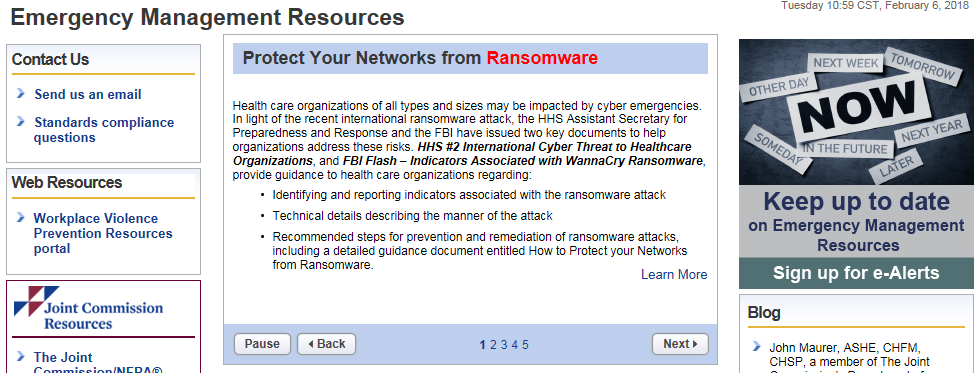 Tuesday 10:59 CST, February 6, 2018
Emergency Management Resources
Contact Us
Send us an email
Standards compliance
questions
Web Resources
Workplace Violence
Prevention Resources
portal
Joint Commission
Resources
The Joint
Commission/NFPA®
Protect Your Networks from Ransomware
Health care organizations of all types and sizes may be impacted by cyber emergencies.
In light of the recent international ransomware attack, the HHS Assistant Secretary for
Preparedness and Response and the FBI have issued two key documents to help
organizations address these risks. HHS #2 International Cyber Threat to Healthcare
Organizations, and FBI Flash – Indicators Associated with WannaCry Ransomware,
provide guidance to health care organizations regarding:
• Identifying and reporting indicators associated with the ransomware attack
• Technical details describing the manner of the attack
• Recommended steps for prevention and remediation of ransomware attacks,
including a detailed guidance document entitled How to Protect your Networks
from Ransomware.
Learn More
Pause
Back
1 2 3 4 5
Next
OTHER DAY
NEXT WEEK
TOMORROW
NOW
SOMEDAY
IN THE FUTURE
NEXT YEAR
LATER
Keep up to date
on Emergency Management
Resources
Sign up for e-Alerts
Blog
John Maurer, ASHE, CHFM,
CHSP, a member of The Joint